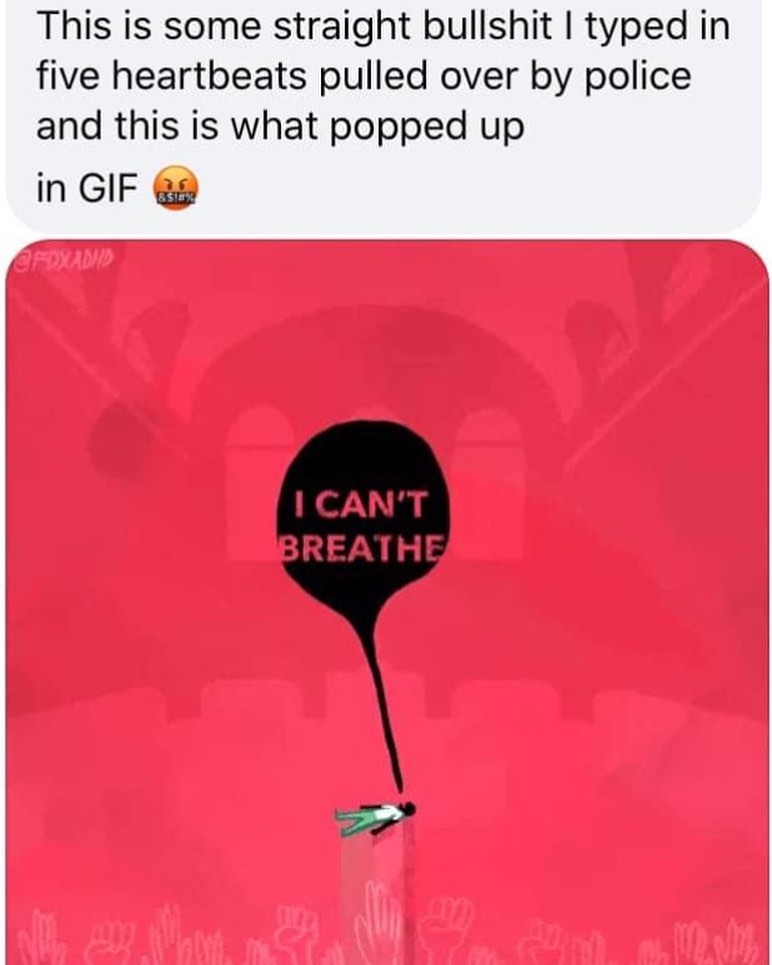 This is some straight bullshit I typed in
five heartbeats pulled over by police
and this is what popped up
in GIF 🤬
@FOXADHD
I CAN'T
BREATHE